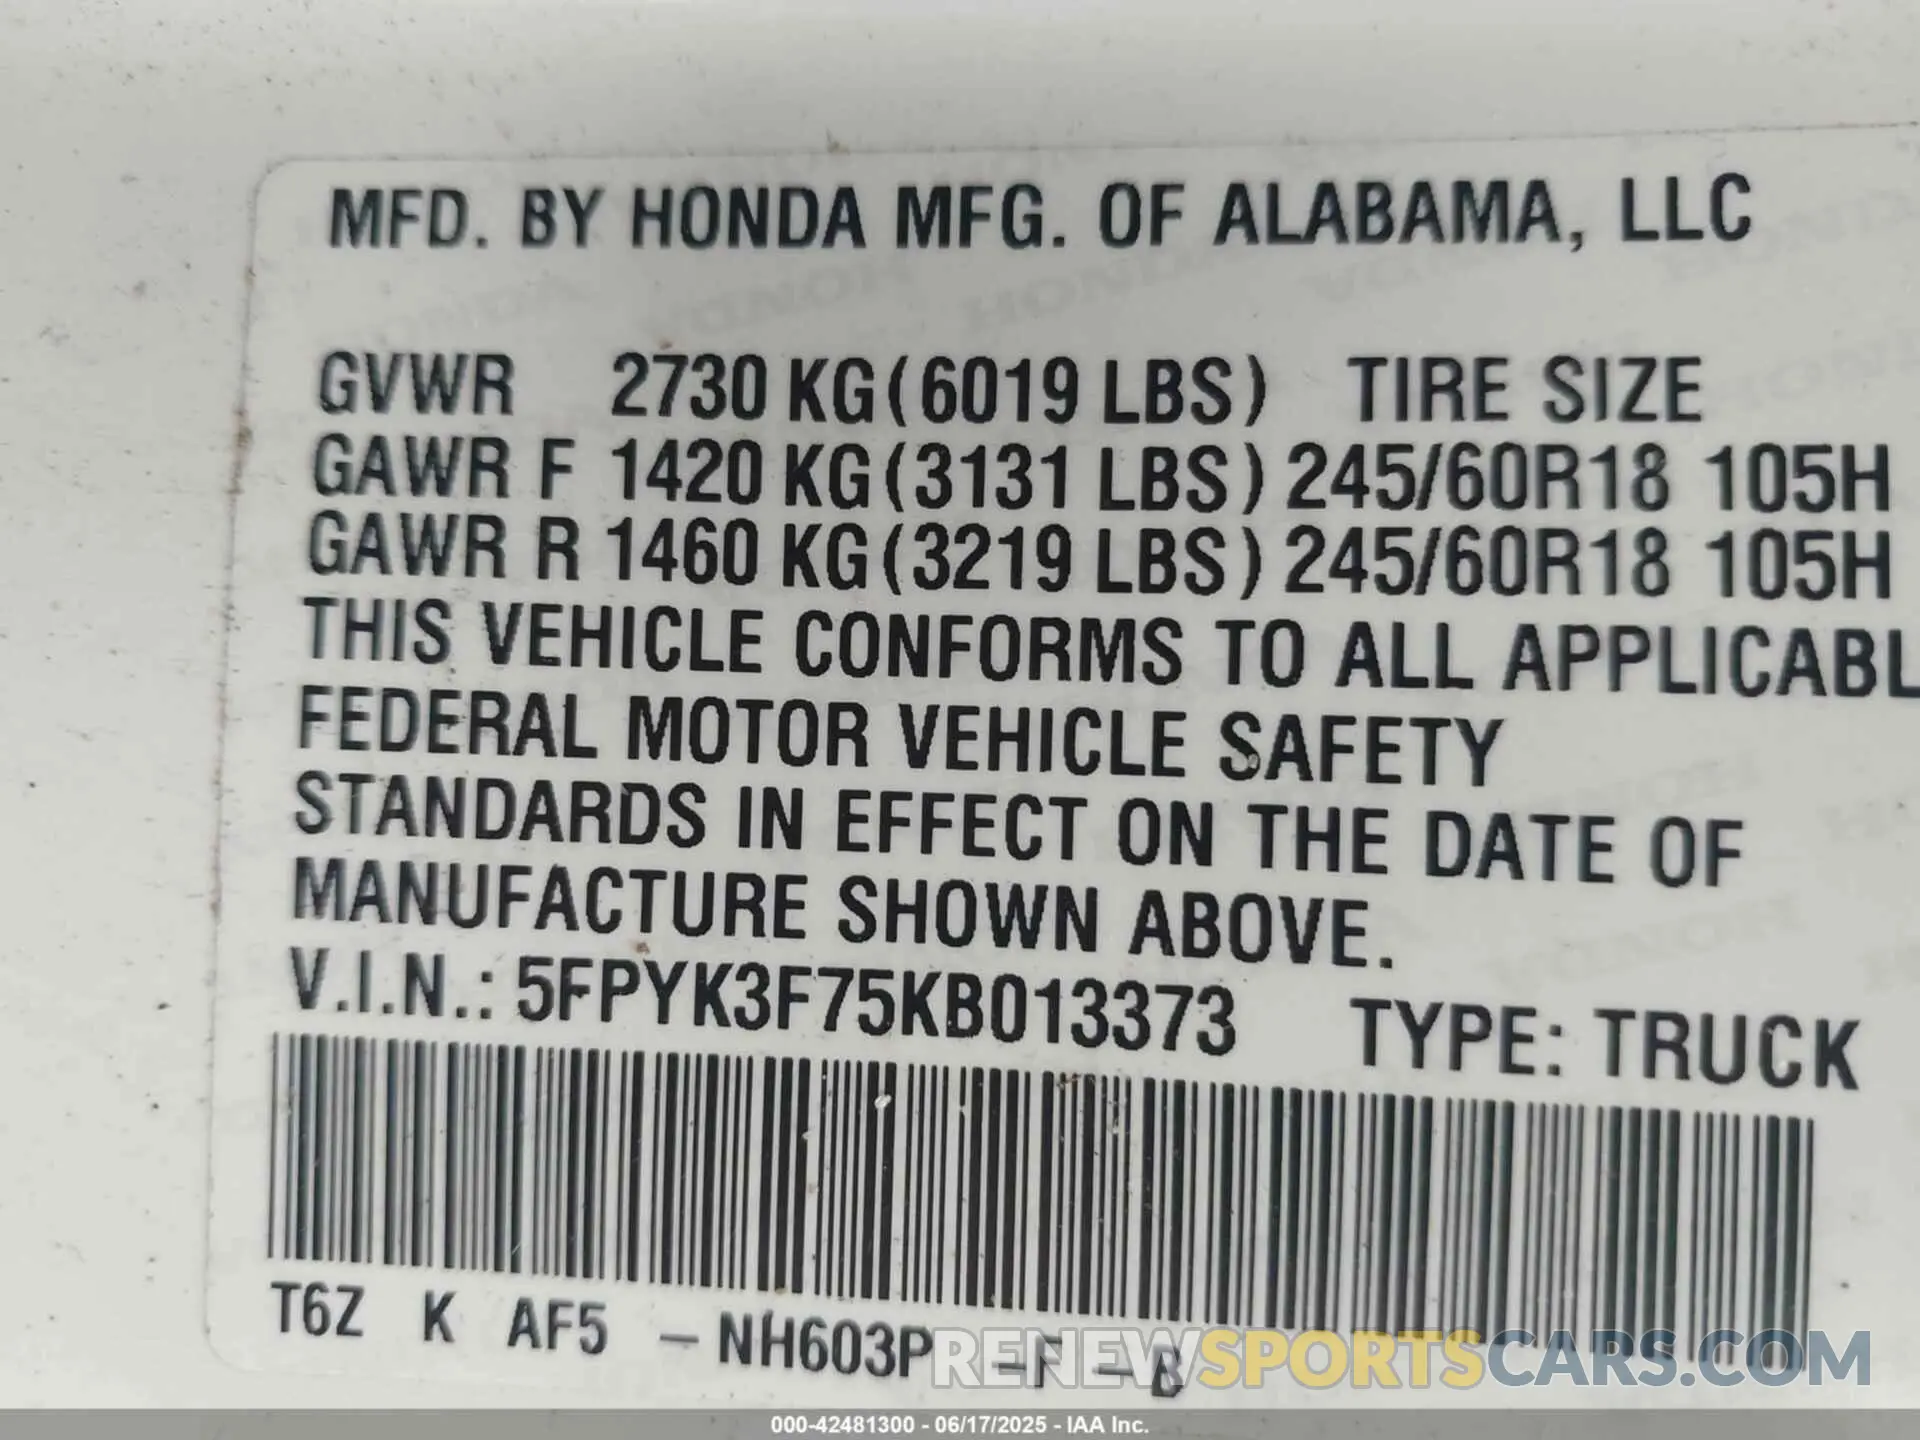 MFD. BY HONDA MFG. OF ALABAMA, LLC
GVWR 2730 KG (6019 LBS) TIRE SIZE
GAWR F 1420 KG (3131 LBS) 245/60R18 105H
GAWR R 1460 KG (3219 LBS) 245/60R18 105H
THIS VEHICLE CONFORMS TO ALL APPLICABL
FEDERAL MOTOR VEHICLE SAFETY
STANDARDS IN EFFECT ON THE DATE OF
MANUFACTURE SHOWN ABOVE.
V.I.N.: 5FPYK3F75KB013373 TYPE: TRUCK
T6Z K AF5 - NH603P - F - B
RENEWSPORTSCARS.COM
000-42481300 - 06/17/2025 - IAA Inc.